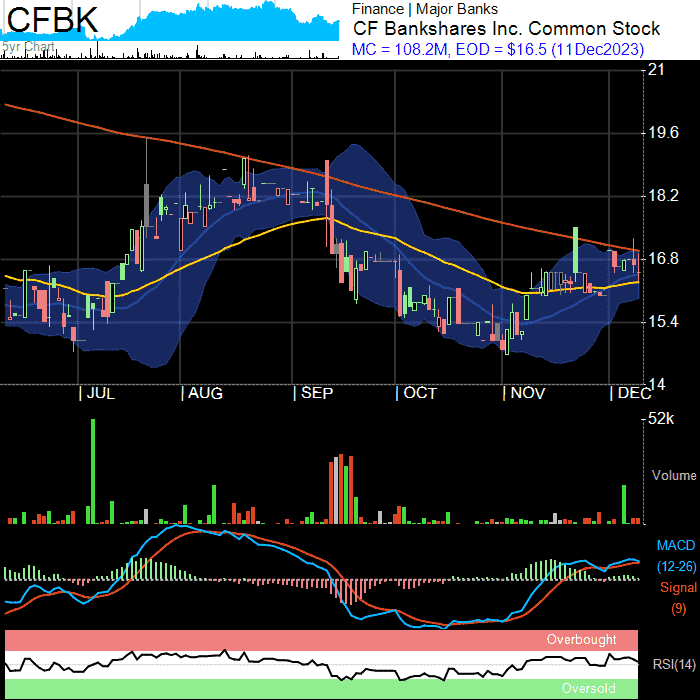 CFBK
5yr Chart
Finance | Major Banks
CF Bankshares Inc. Common Stock
MC = 108.2M, EOD = $16.5 (11Dec2023)
21
19.6
18.2
16.8
15.4
14
| JUL | AUG | SEP | OCT | NOV | DEC
52k
Volume
MACD
(12-26)
Signal
(9)
Overbought
RSI(14)
Oversold